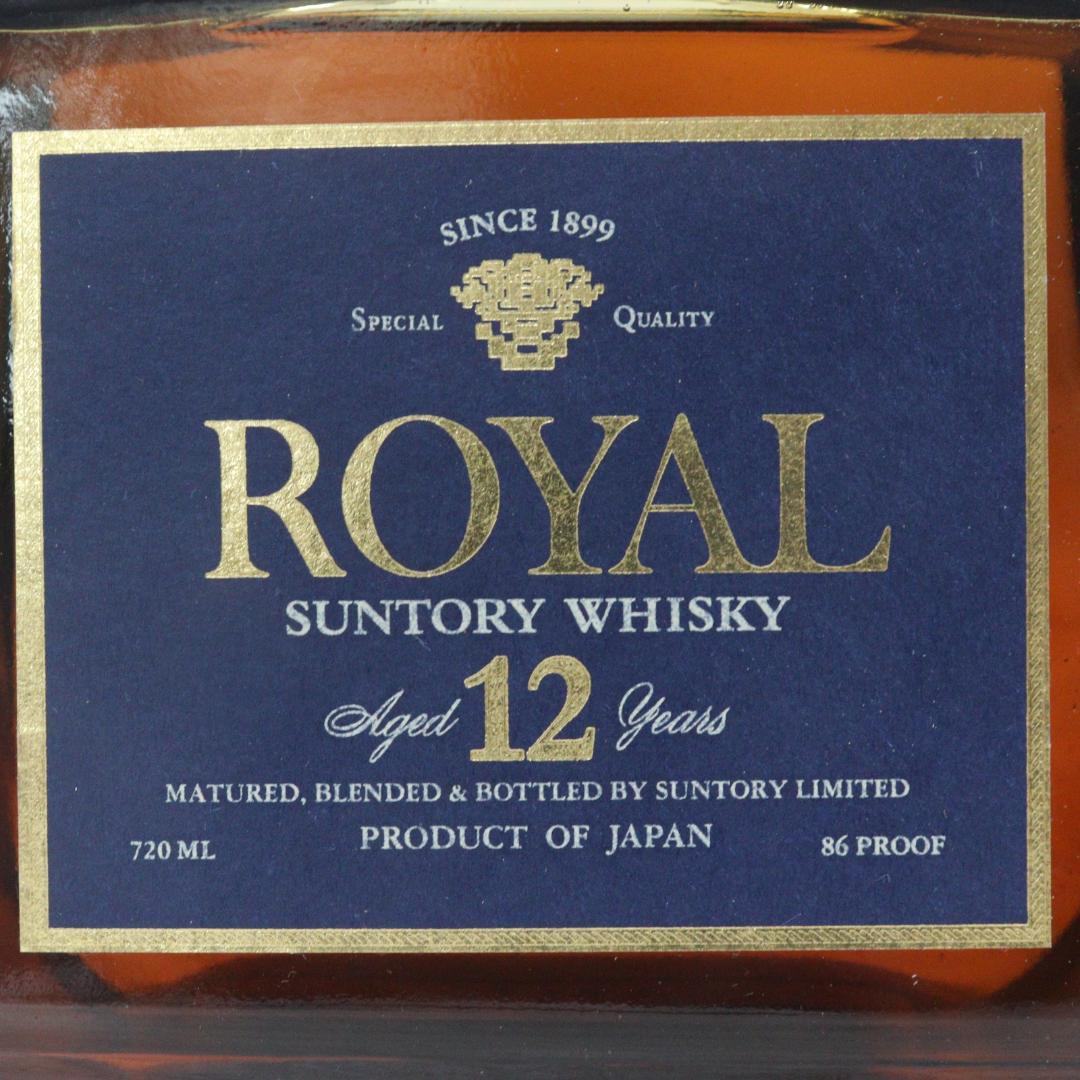 SINCE 1899
SPECIAL QUALITY
ROYAL
SUNTORY WHISKY
Aged 12 Years
MATURED, BLENDED & BOTTLED BY SUNTORY LIMITED
720 ML PRODUCT OF JAPAN 86 PROOF